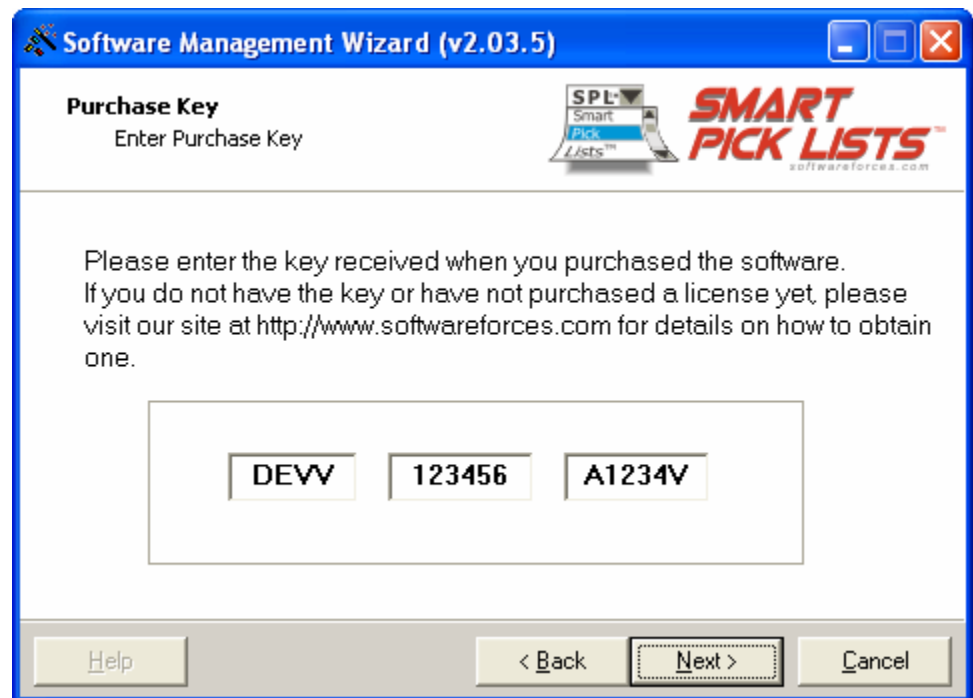 Software Management Wizard (v2.03.5)
Purchase Key
Enter Purchase Key
SPL
Smart
Pick
Lists™
SMART
PICK LISTS™
softwareforces.com
Please enter the key received when you purchased the software.
If you do not have the key or have not purchased a license yet, please
visit our site at http://www.softwareforces.com for details on how to obtain
one.
DEVV 123456 A1234V
Help < Back Next > Cancel